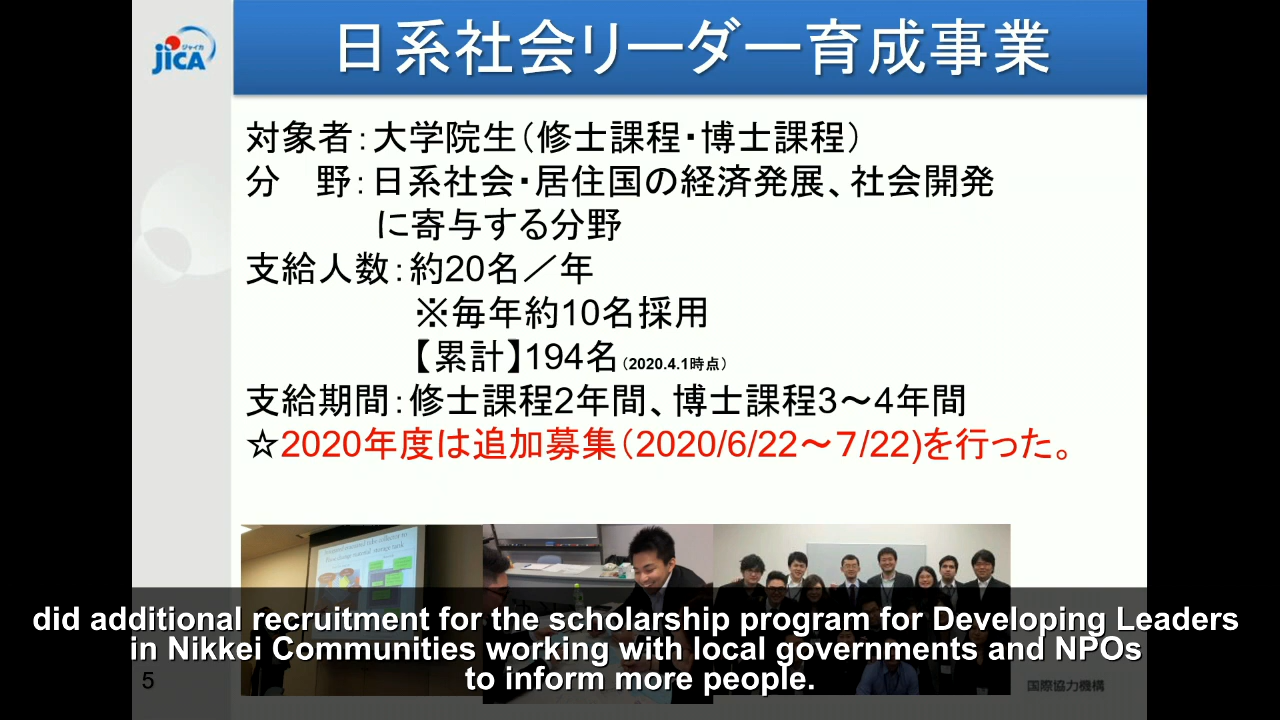 ジャイカ
JICA
日系社会リーダー育成事業
対象者：大学院生（修士課程・博士課程）
分　野：日系社会・居住国の経済発展、社会開発
に寄与する分野
支給人数：約20名／年
※毎年約10名採用
【累計】194名（2020.4.1時点）
支給期間：修士課程2年間、博士課程3～4年間
☆2020年度は追加募集（2020/6/22～7/22)を行った。
did additional recruitment for the scholarship program for Developing Leaders
in Nikkei Communities working with local governments and NPOs
to inform more people.
5
国際協力機構